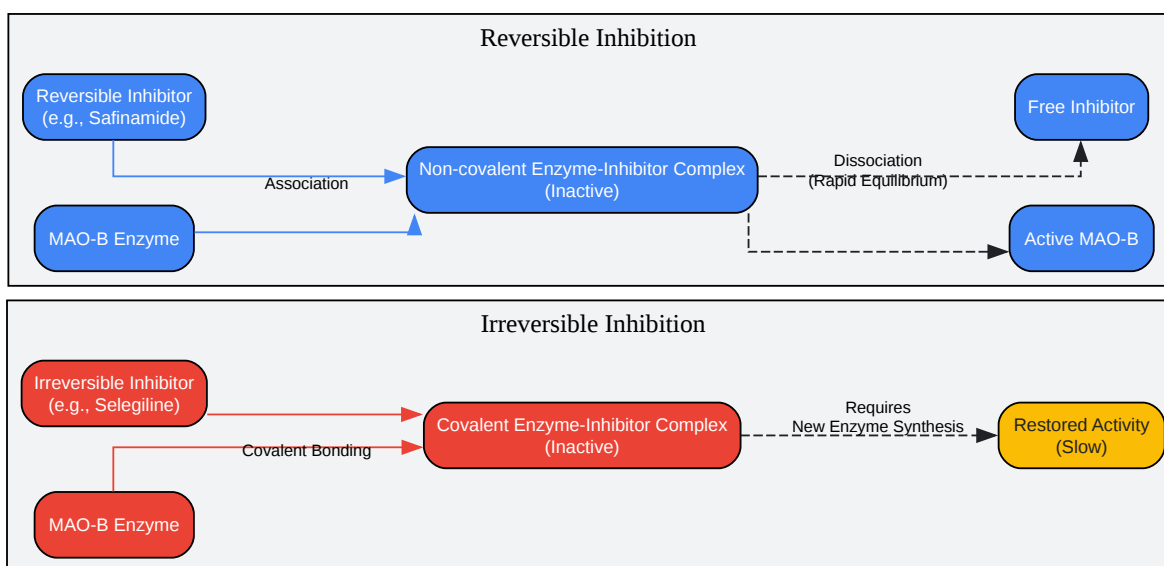 Reversible Inhibition
Reversible Inhibitor
(e.g., Safinamide)
Association
MAO-B Enzyme
Non-covalent Enzyme-Inhibitor Complex
(Inactive)
Dissociation
(Rapid Equilibrium)
Free Inhibitor
Active MAO-B
Irreversible Inhibition
Irreversible Inhibitor
(e.g., Selegiline)
Covalent Bonding
MAO-B Enzyme
Covalent Enzyme-Inhibitor Complex
(Inactive)
Requires
New Enzyme Synthesis
Restored Activity
(Slow)